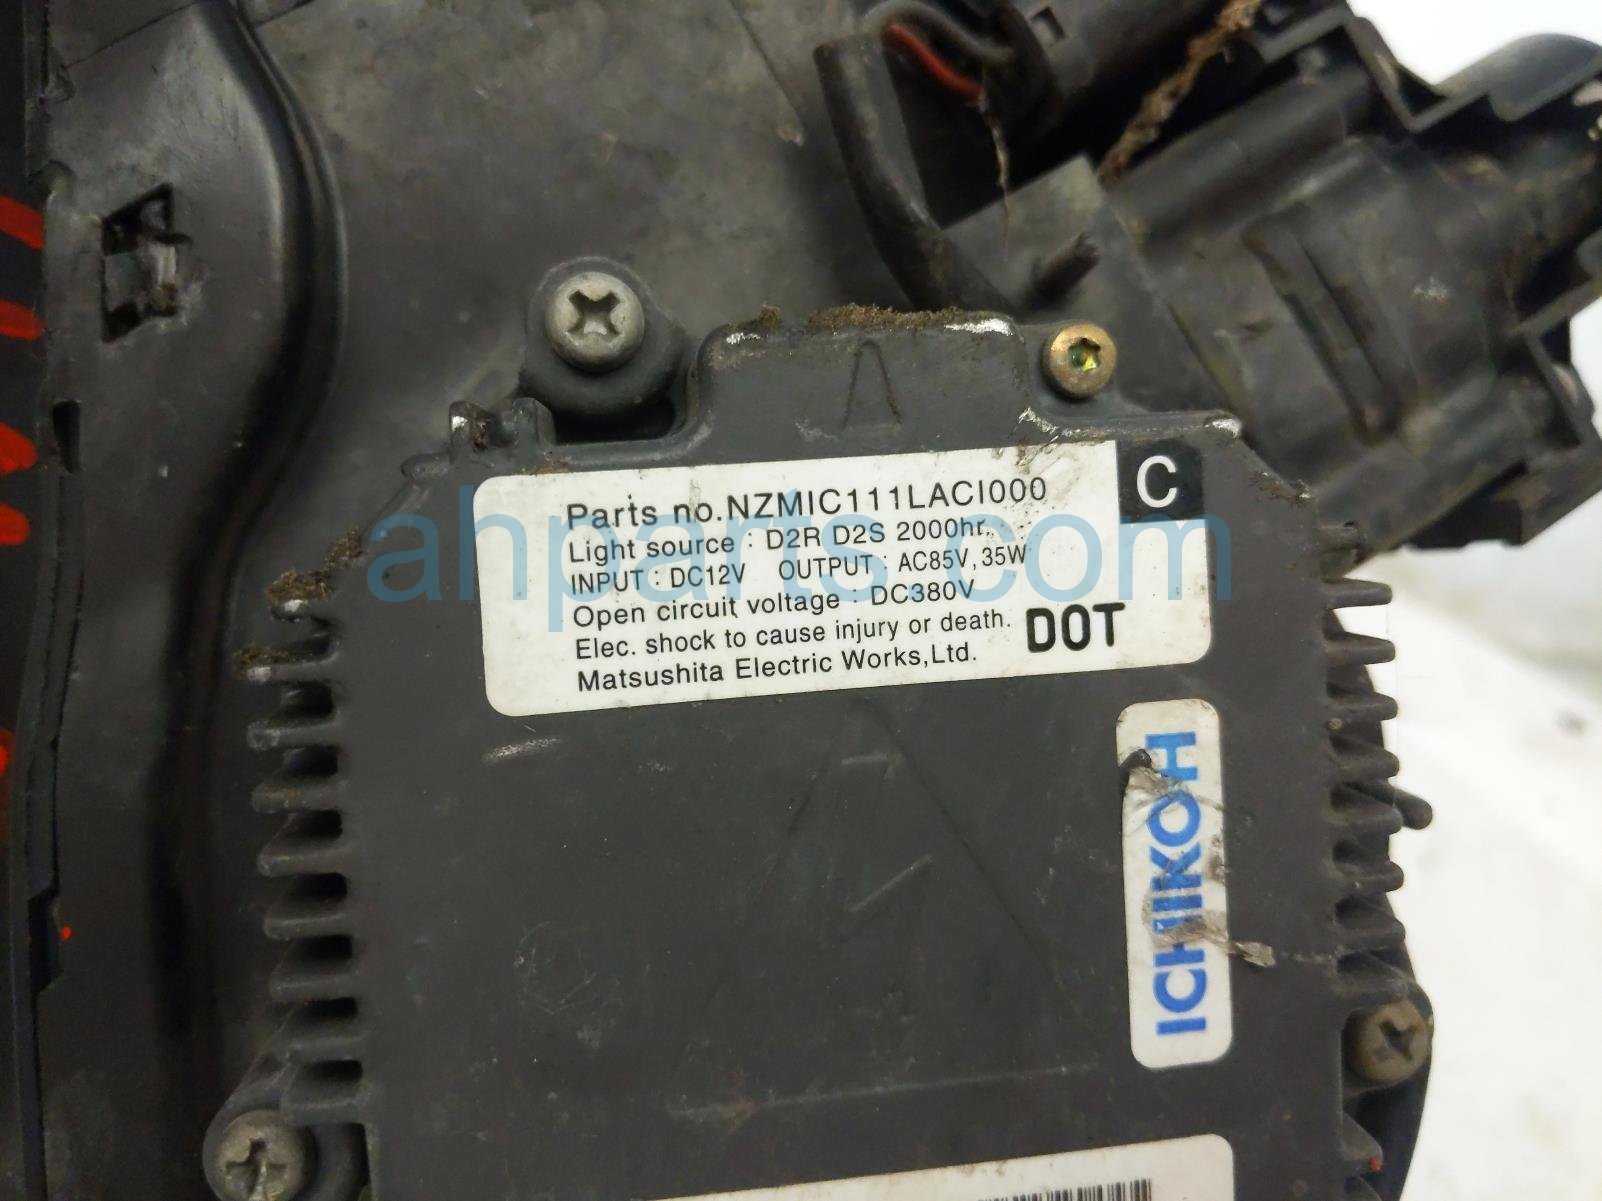 Parts no.NZMIC111LACI000
C
Light source : D2R D2S 2000hr.
INPUT : DC12V OUTPUT : AC85V, 35W
Open circuit voltage : DC380V
Elec. shock to cause injury or death.
DOT
Matsushita Electric Works,Ltd.
ICHIKOH
A
ahparts.com